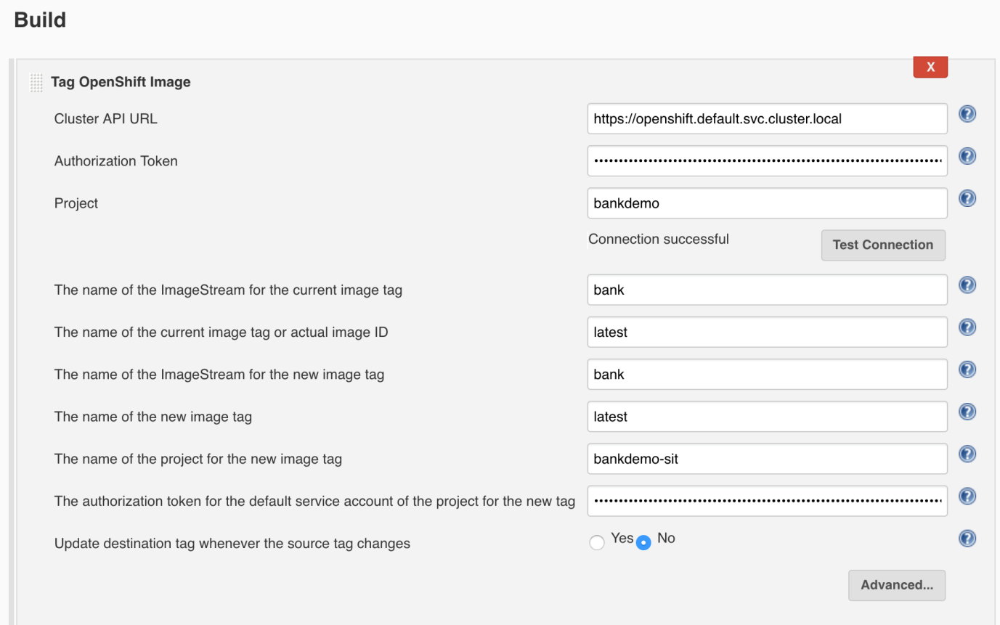 Build
X
Tag OpenShift Image
Cluster API URL
https://openshift.default.svc.cluster.local
Authorization Token
Project
bankdemo
Connection successful
Test Connection
The name of the ImageStream for the current image tag
bank
The name of the current image tag or actual image ID
latest
The name of the ImageStream for the new image tag
bank
The name of the new image tag
latest
The name of the project for the new image tag
bankdemo-sit
The authorization token for the default service account of the project for the new tag
Update destination tag whenever the source tag changes
Yes No
Advanced...